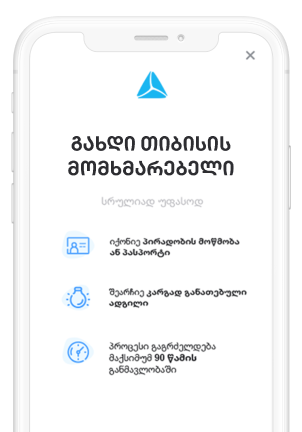 გახდი თიბისის
მომხმარებელი
სრულიად უფასოდ
იქონიე პირადობის მოწმობა
ან პასპორტი
შეარჩიე კარგად განათებული
ადგილი
პროცესი გაგრძელდება
მაქსიმუმ 90 წამის
განმავლობაში